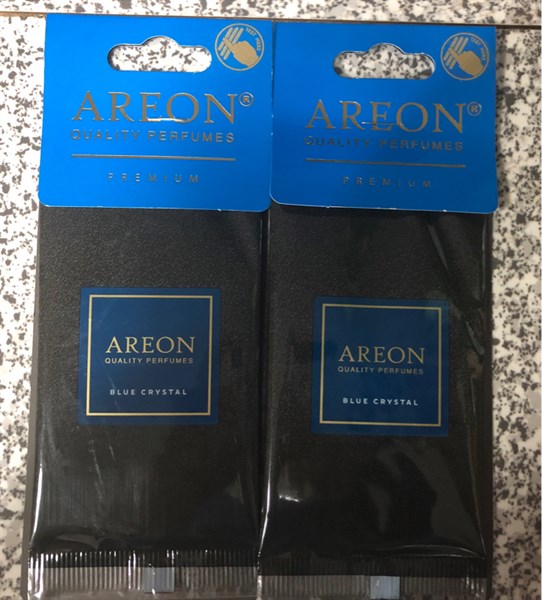 AREON®
QUALITY PERFUMES
PREMIUM
AREON
QUALITY PERFUMES
BLUE CRYSTAL
AREON®
QUALITY PERFUMES
PREMIUM
AREON
QUALITY PERFUMES
BLUE CRYSTAL